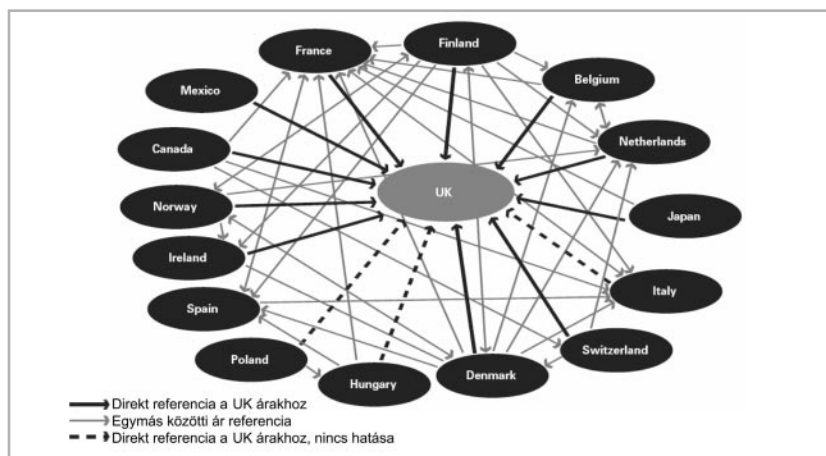 Finland
France
Belgium
Mexico
Netherlands
Canada
UK
Norway
Japan
Ireland
Italy
Spain
Switzerland
Poland
Hungary
Denmark
Direkt referencia a UK árakhoz
Egymás közötti ár referencia
Direkt referencia a UK árakhoz, nincs hatása